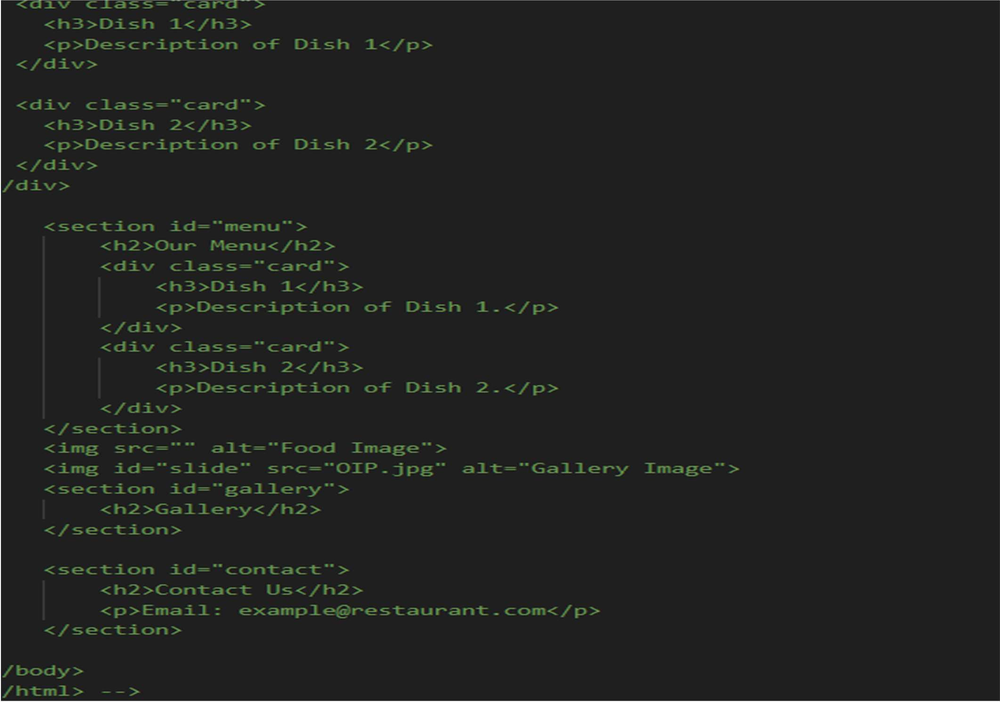 <div class="card">
<h3>Dish 1</h3>
<p>Description of Dish 1</p>
</div>
<div class="card">
<h3>Dish 2</h3>
<p>Description of Dish 2</p>
</div>
/div>
<section id="menu">
<h2>Our Menu</h2>
<div class="card">
<h3>Dish 1</h3>
<p>Description of Dish 1.</p>
</div>
<div class="card">
<h3>Dish 2</h3>
<p>Description of Dish 2.</p>
</div>
</section>
<img src="" alt="Food Image">
<img id="slide" src="OIP.jpg" alt="Gallery Image">
<section id="gallery">
<h2>Gallery</h2>
</section>
<section id="contact">
<h2>Contact Us</h2>
<p>Email: example@restaurant.com</p>
</section>
/body>
/html> -->